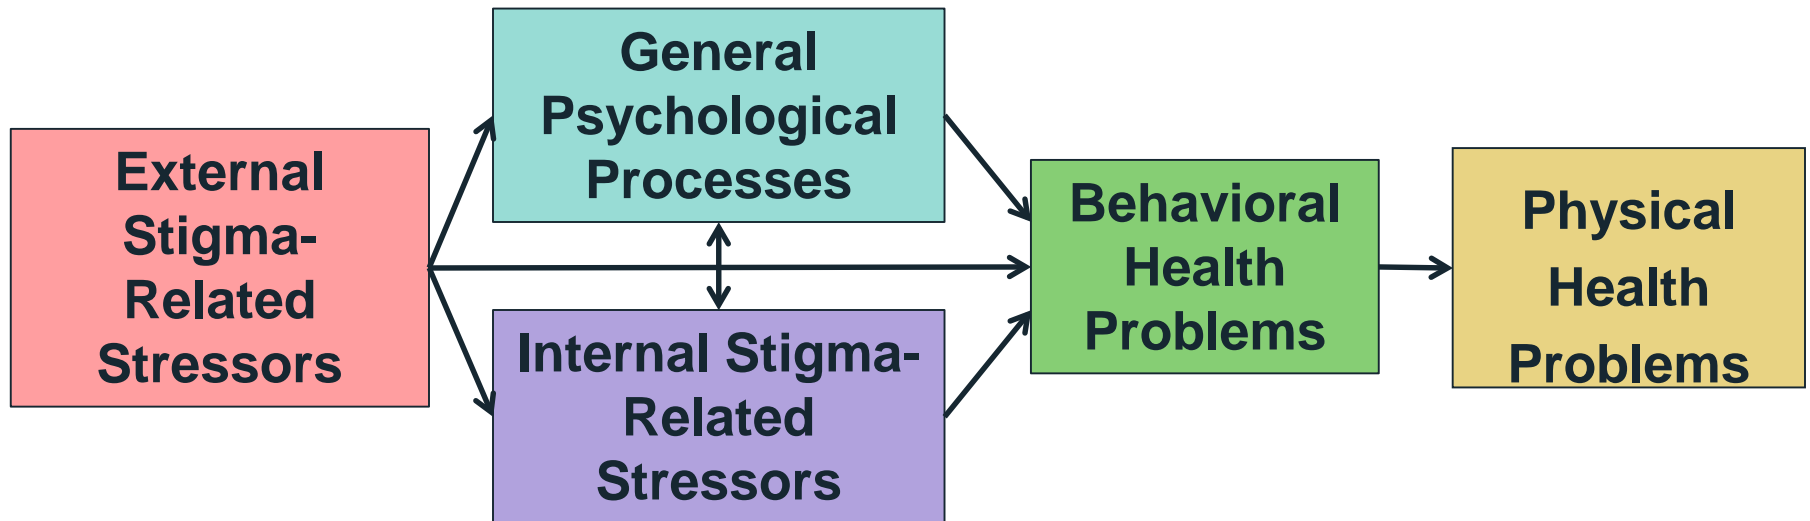 External
Stigma-
Related
Stressors
General
Psychological
Processes
Internal Stigma-
Related
Stressors
Behavioral
Health
Problems
Physical
Health
Problems